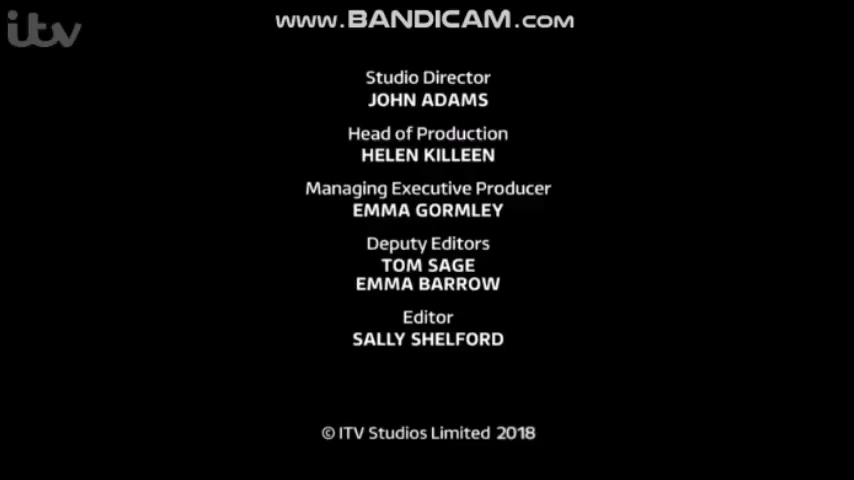 itv
www.BANDICAM.com
Studio Director
JOHN ADAMS
Head of Production
HELEN KILLEEN
Managing Executive Producer
EMMA GORMLEY
Deputy Editors
TOM SAGE
EMMA BARROW
Editor
SALLY SHELFORD
© ITV Studios Limited 2018